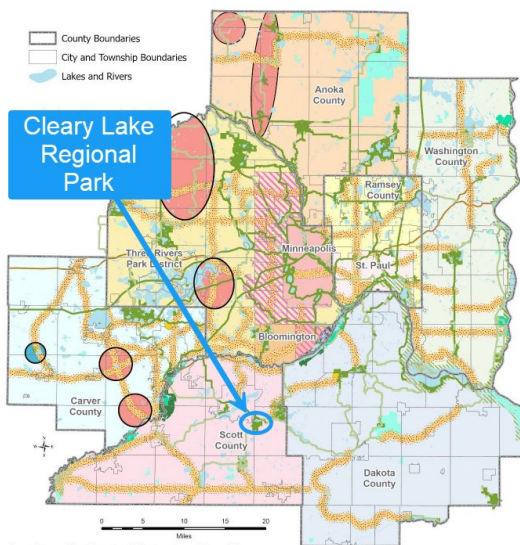 County Boundaries
City and Township Boundaries
Lakes and Rivers
Cleary Lake
Regional
Park
Anoka
County
Washington
County
Ramsey
County
Minneapolis
Three Rivers
Park District
St. Paul
Bloomington
Carver
County
Scott
County
Dakota
County
N
W
E
S
0 5 10 15 20
Miles